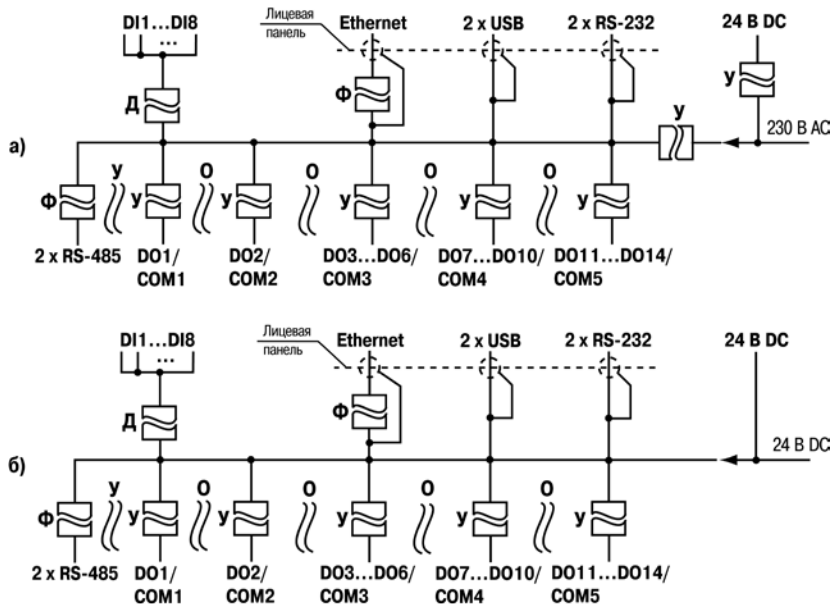 DI1...DI8
...
Лицевая
панель
Ethernet
2 x USB
2 x RS-232
24 В DC
Д
Ф
У
У
230 В AC
а)
Ф
У
У
О
У
О
У
О
У
О
У
2 x RS-485
DO1/
COM1
DO2/
COM2
DO3...DO6/
COM3
DO7...DO10/
COM4
DO11...DO14/
COM5
DI1...DI8
...
Лицевая
панель
Ethernet
2 x USB
2 x RS-232
24 В DC
Д
Ф
24 В DC
б)
Ф
У
У
О
У
О
У
О
У
О
У
2 x RS-485
DO1/
COM1
DO2/
COM2
DO3...DO6/
COM3
DO7...DO10/
COM4
DO11...DO14/
COM5